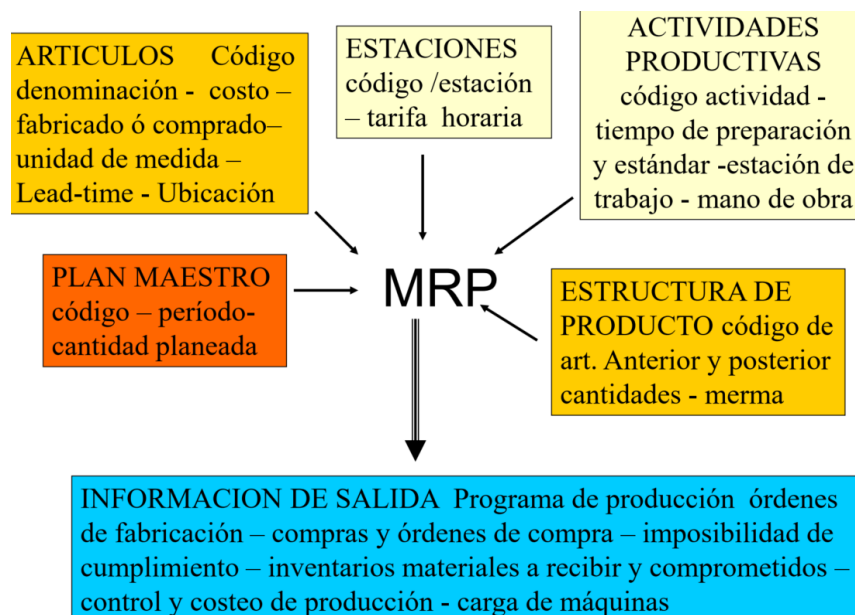 ARTICULOS Código
denominación - costo –
fabricado ó comprado–
unidad de medida –
Lead-time - Ubicación
ESTACIONES
código /estación
– tarifa horaria
ACTIVIDADES
PRODUCTIVAS
código actividad -
tiempo de preparación
y estándar -estación de
trabajo - mano de obra
PLAN MAESTRO
código – período-
cantidad planeada
MRP
ESTRUCTURA DE
PRODUCTO código de
art. Anterior y posterior
cantidades - merma
INFORMACION DE SALIDA Programa de producción órdenes
de fabricación – compras y órdenes de compra – imposibilidad de
cumplimiento – inventarios materiales a recibir y comprometidos –
control y costeo de producción - carga de máquinas